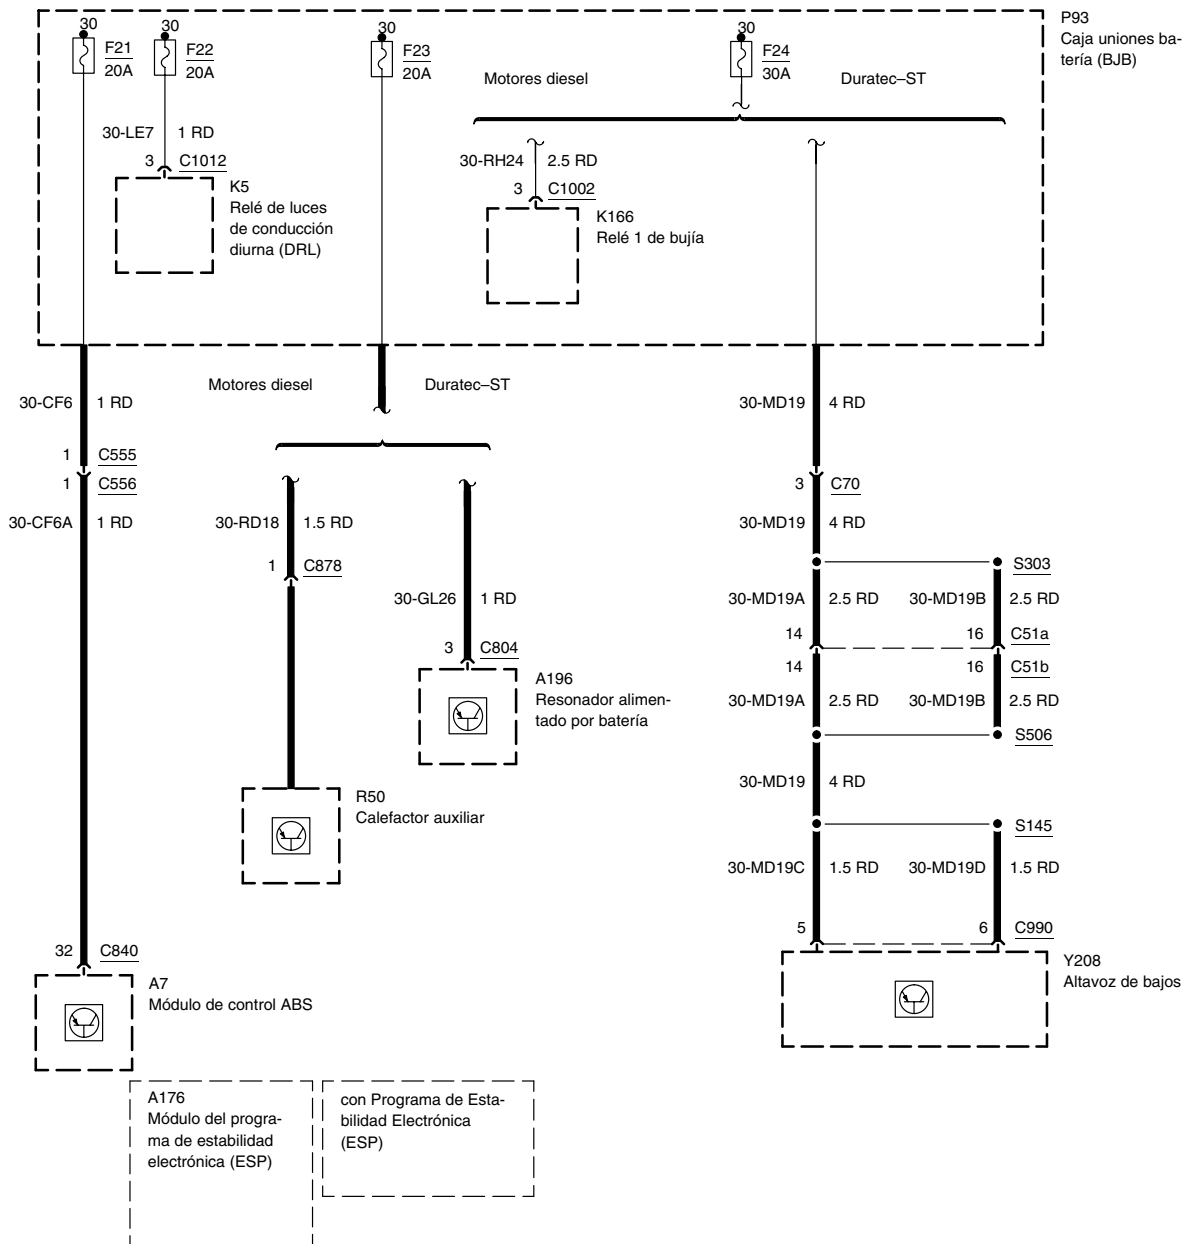 30
30
30
30
P93
Caja uniones ba-
tería (BJB)
F21
20A
F22
20A
F23
20A
F24
30A
Motores diesel
Duratec–ST
30-LE7
1 RD
3
C1012
K5
Relé de luces
de conducción
diurna (DRL)
30-RH24
2.5 RD
3
C1002
K166
Relé 1 de bujía
Motores diesel
Duratec–ST
30-CF6
1 RD
30-MD19
4 RD
1
C555
1
C556
3
C70
30-CF6A
1 RD
30-RD18
1.5 RD
30-MD19
4 RD
1
C878
S303
30-GL26
1 RD
30-MD19A
2.5 RD
30-MD19B
2.5 RD
14
16
C51a
3
C804
14
16
C51b
A196
Resonador alimen-
tado por batería
30-MD19A
2.5 RD
30-MD19B
2.5 RD
S506
30-MD19
4 RD
R50
Calefactor auxiliar
S145
30-MD19C
1.5 RD
30-MD19D
1.5 RD
5
6
C990
32
C840
Y208
Altavoz de bajos
A7
Módulo de control ABS
A176
Módulo del progra-
ma de estabilidad
electrónica (ESP)
con Programa de Esta-
bilidad Electrónica
(ESP)